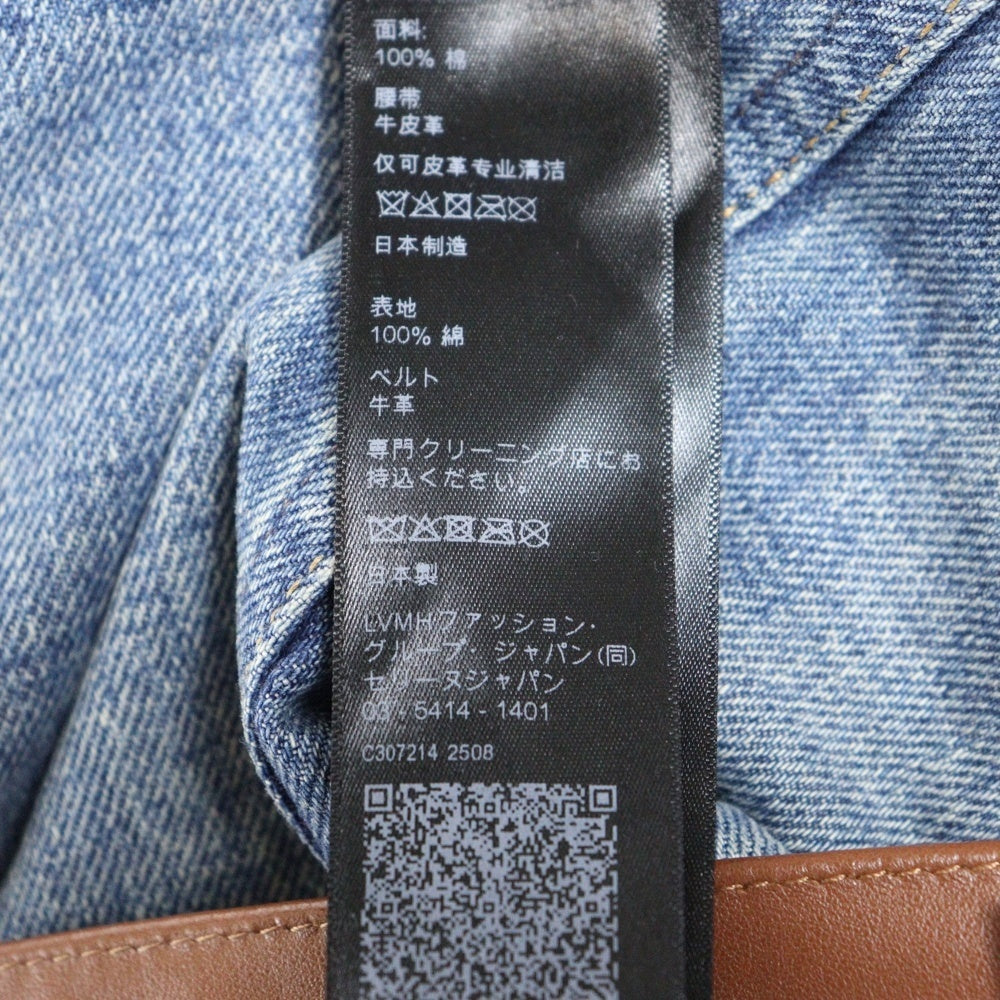 面料:
100% 棉
腰带
牛皮革
仅可皮革专业清洁
日本制造
表地
100% 綿
ベルト
牛革
専門クリーニング店にお
持込ください。
日本製
LVMH ファッション・
グループ・ジャパン(同)
セリーヌジャパン
03 - 5414 - 1401
C307214 2508